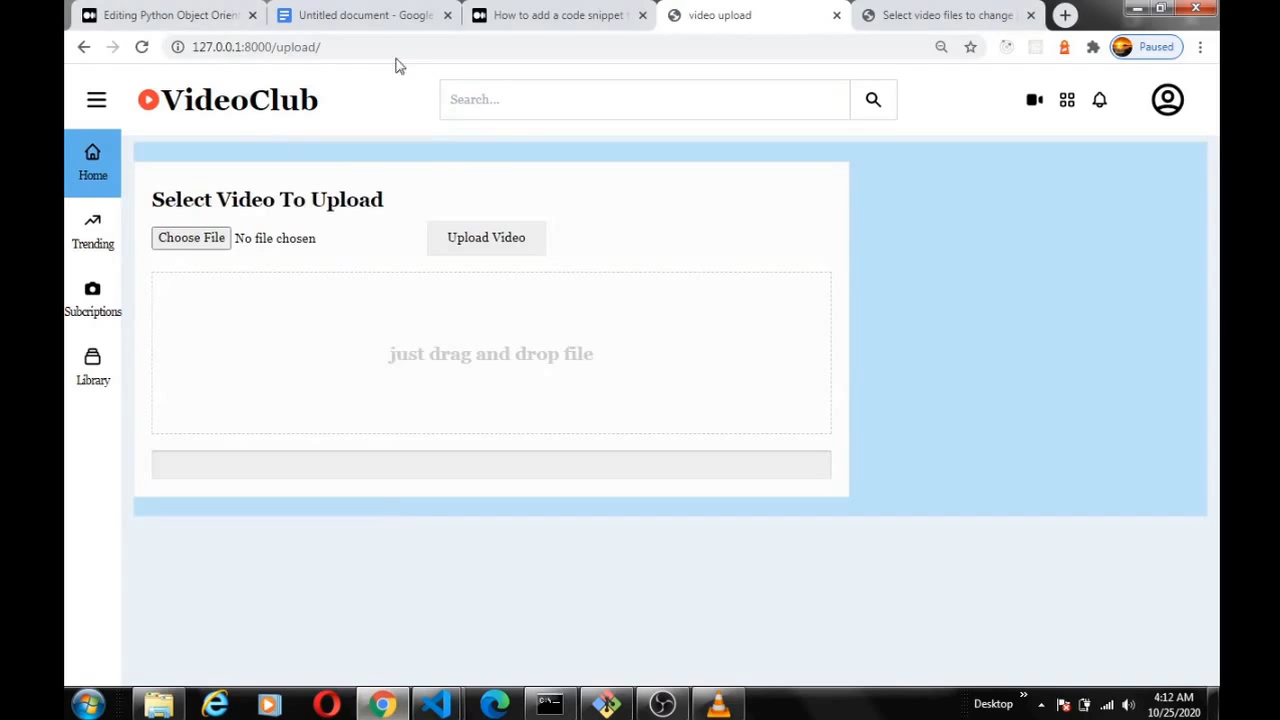 Editing Python Object Orien
Untitled document - Google
How to add a code snippet t
video upload
Select video files to change
127.0.0.1:8000/upload/
Paused
VideoClub
Search...
Home
Trending
Subcriptions
Library
Select Video To Upload
Choose File No file chosen
Upload Video
just drag and drop file
Desktop
4:12 AM
10/25/2020